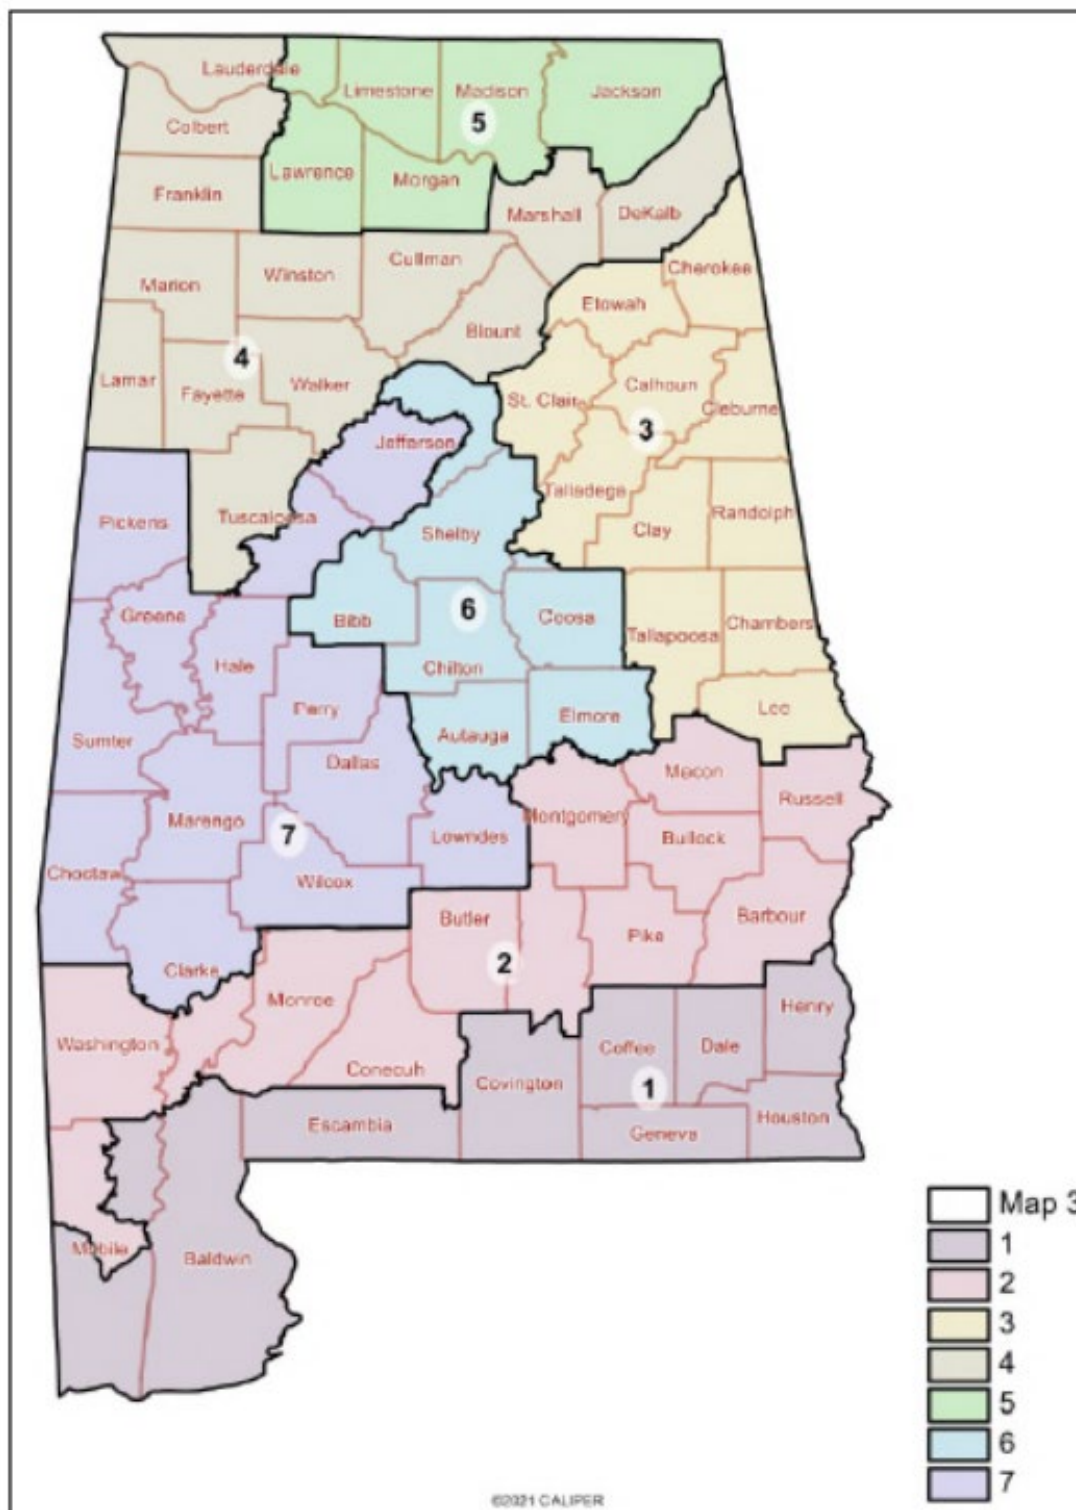 Lauderdale
Limestone
Madison
Jackson
5
Colbert
Lawrence
Morgan
Franklin
Marshall
DeKalb
Cullman
Winston
Cherokee
Marion
Etowah
Blount
4
Lamar
Fayette
Walker
St. Clair
Calhoun
Cleburne
3
Jefferson
Talladega
Pickens
Tuscaloosa
Shelby
Clay
Randolph
Greene
Bibb
6
Coosa
Tallapoosa
Chambers
Hale
Chilton
Perry
Elmore
Lee
Sumter
Autauga
Dallas
Macon
Russell
Marengo
7
Lowndes
Montgomery
Bullock
Choctaw
Wilcox
Butler
Barbour
Pike
Clarke
2
Monroe
Henry
Washington
Conecuh
Covington
Coffee
Dale
1
Escambia
Geneva
Houston
Mobile
Baldwin
Map 3
1
2
3
4
5
6
7
©2021 CALIPER